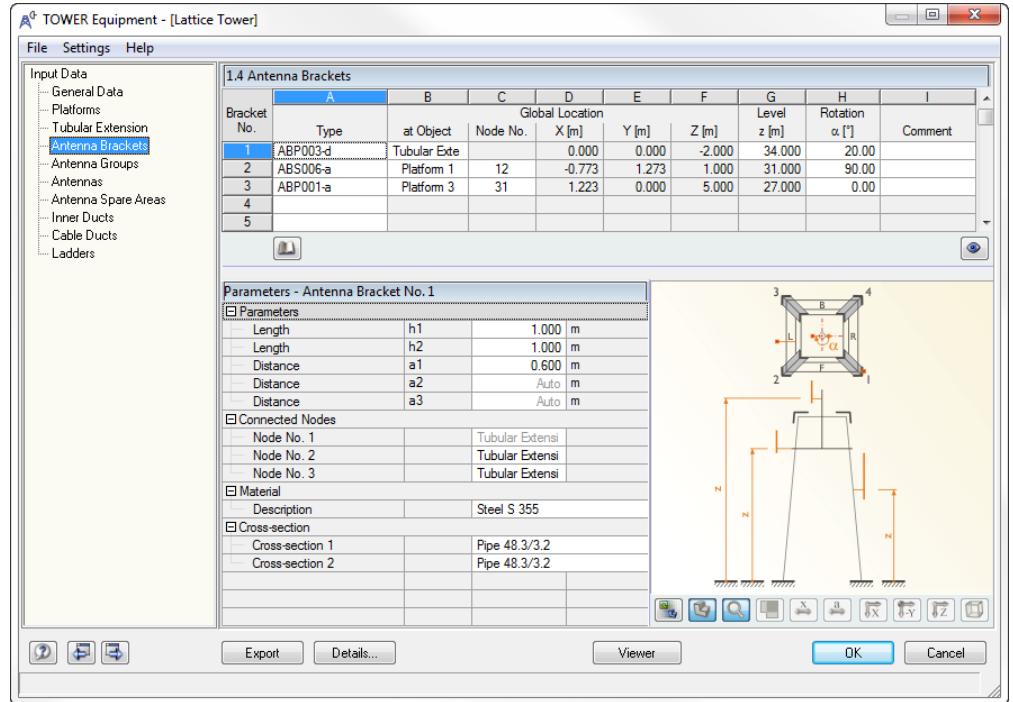 TOWER Equipment - [Lattice Tower]
File Settings Help
Input Data
General Data
Platforms
Tubular Extension
Antenna Brackets
Antenna Groups
Antennas
Antenna Spare Areas
Inner Ducts
Cable Ducts
Ladders
1.4 Antenna Brackets
A B C D E F G H I
Bracket Global Location Level Rotation
No. Type at Object Node No. X [m] Y [m] Z [m] z [m] α [°] Comment
1 ABP003-d Tubular Exte 0.000 0.000 -2.000 34.000 20.00
2 ABS006-a Platform 1 12 -0.773 1.273 1.000 31.000 90.00
3 ABP001-a Platform 3 31 1.223 0.000 5.000 27.000 0.00
4
5
Parameters - Antenna Bracket No. 1
Parameters
Length h1 1.000 m
Length h2 1.000 m
Distance a1 0.600 m
Distance a2 Auto m
Distance a3 Auto m
Connected Nodes
Node No. 1 Tubular Extensi
Node No. 2 Tubular Extensi
Node No. 3 Tubular Extensi
Material
Description Steel S 355
Cross-section
Cross-section 1 Pipe 48.3/3.2
Cross-section 2 Pipe 48.3/3.2
3 4
B
L α R
F
2 1
z
z
z
x a X -Y Z
Export Details... Viewer OK Cancel